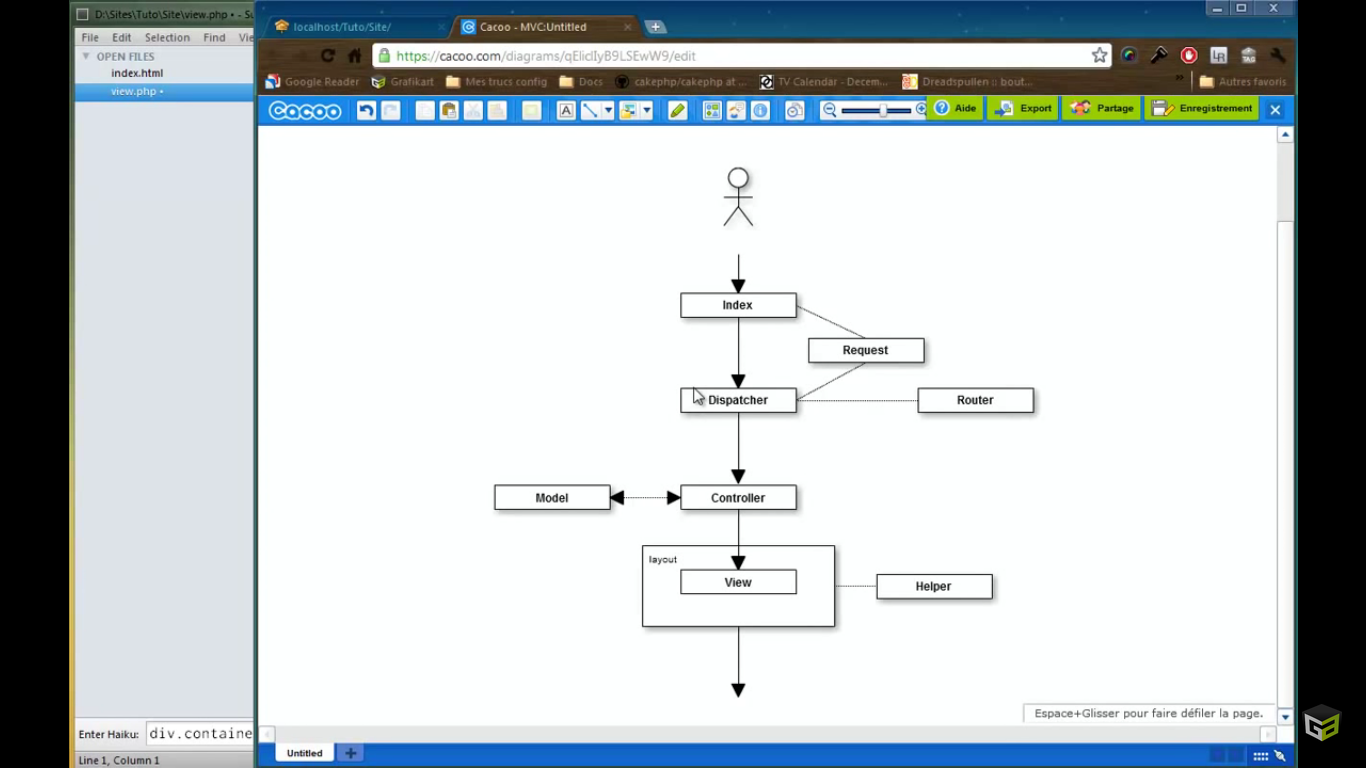 D:\Sites\Tuto\Site\view.php • - Su
File Edit Selection Find Vie
OPEN FILES
index.html
view.php •
Enter Haiku: div.containe
Line 1, Column 1
localhost/Tuto/Site/
Cacoo - MVC:Untitled
https://cacoo.com/diagrams/qElicIyB9LSEwW9/edit
Google Reader Grafikart Mes trucs config Docs cakephp/cakephp at ... TV Calendar - Decem... Dreadspullen :: bout... » Autres favoris
Cacoo
Aide Export Partage Enregistrement
Index
Request
Dispatcher
Router
Model
Controller
layout
View
Helper
Espace+Glisser pour faire défiler la page.
Untitled